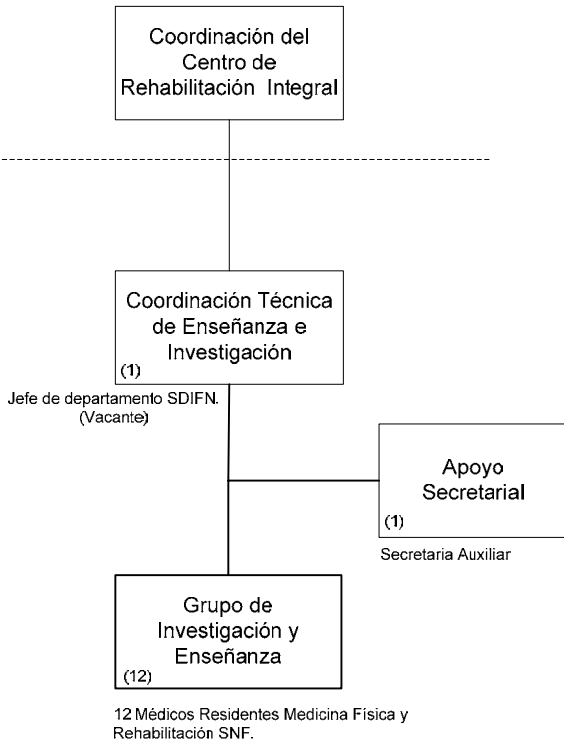 Coordinación del
Centro de
Rehabilitación Integral
Coordinación Técnica
de Enseñanza e
Investigación
(1)
Jefe de departamento SDIFN.
(Vacante)
Apoyo
Secretarial
(1)
Secretaria Auxiliar
Grupo de
Investigación y
Enseñanza
(12)
12 Médicos Residentes Medicina Física y
Rehabilitación SNF.